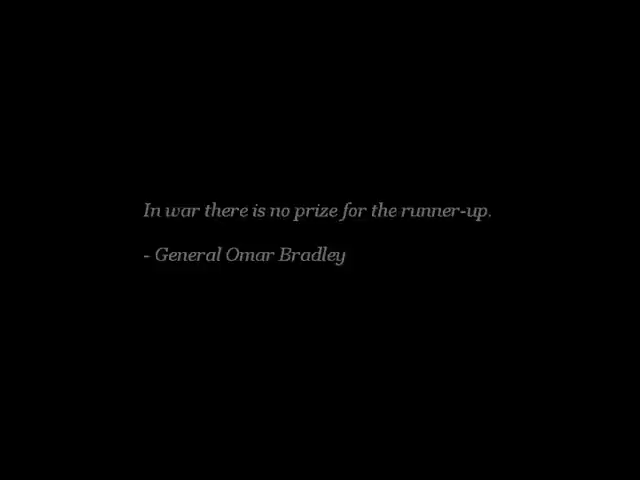 In war there is no prize for the runner-up.
- General Omar Bradley